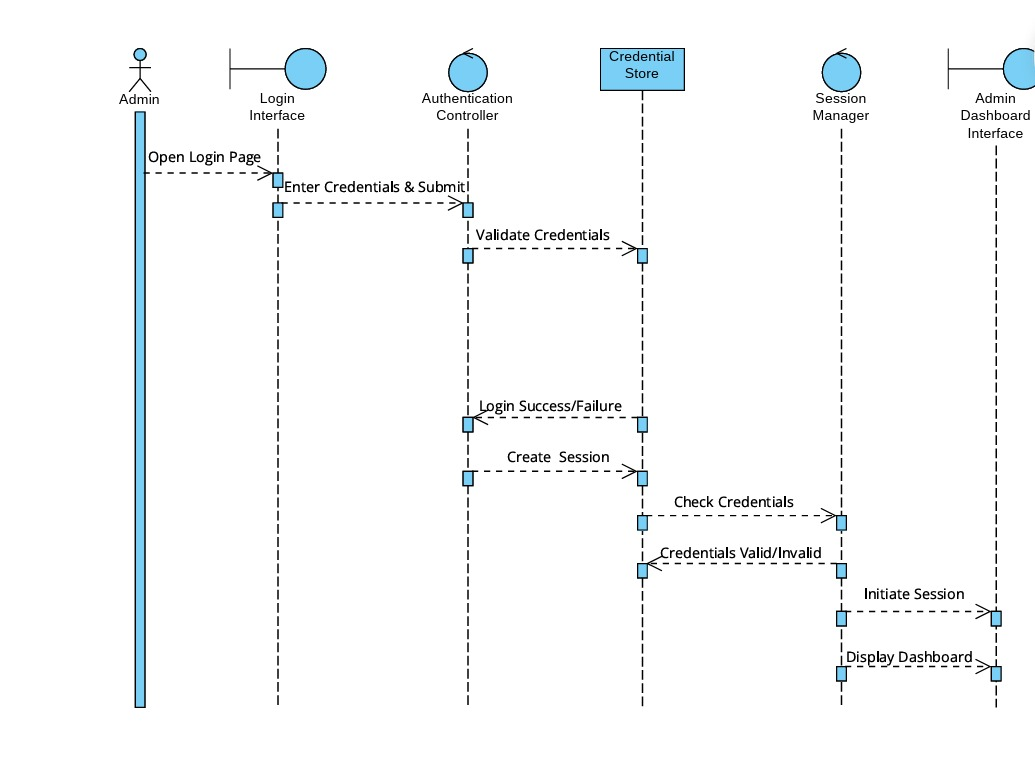 Admin
Login
Interface
Authentication
Controller
Credential
Store
Session
Manager
Admin
Dashboard
Interface
Open Login Page
Enter Credentials & Submit
Validate Credentials
Login Success/Failure
Create  Session
Check Credentials
Credentials Valid/Invalid
Initiate Session
Display Dashboard